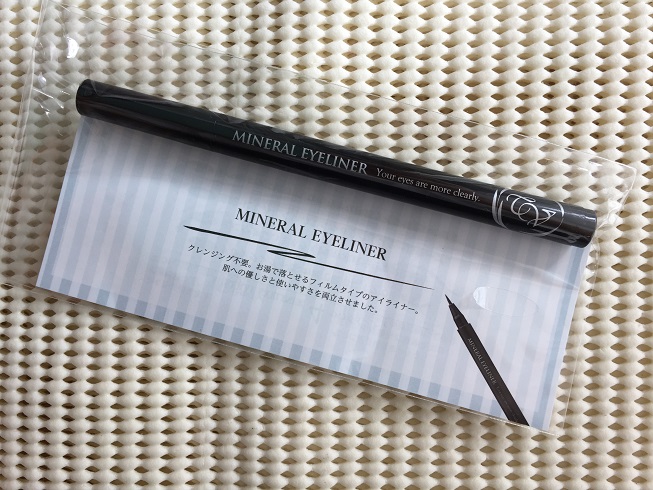 MINERAL EYELINER Your eyes are more clearly.
MINERAL EYELINER
クレンジング不要。お湯で落とせるフィルムタイプのアイライナー。
肌への優しさと使いやすさを両立させました。
MINERAL EYELINER